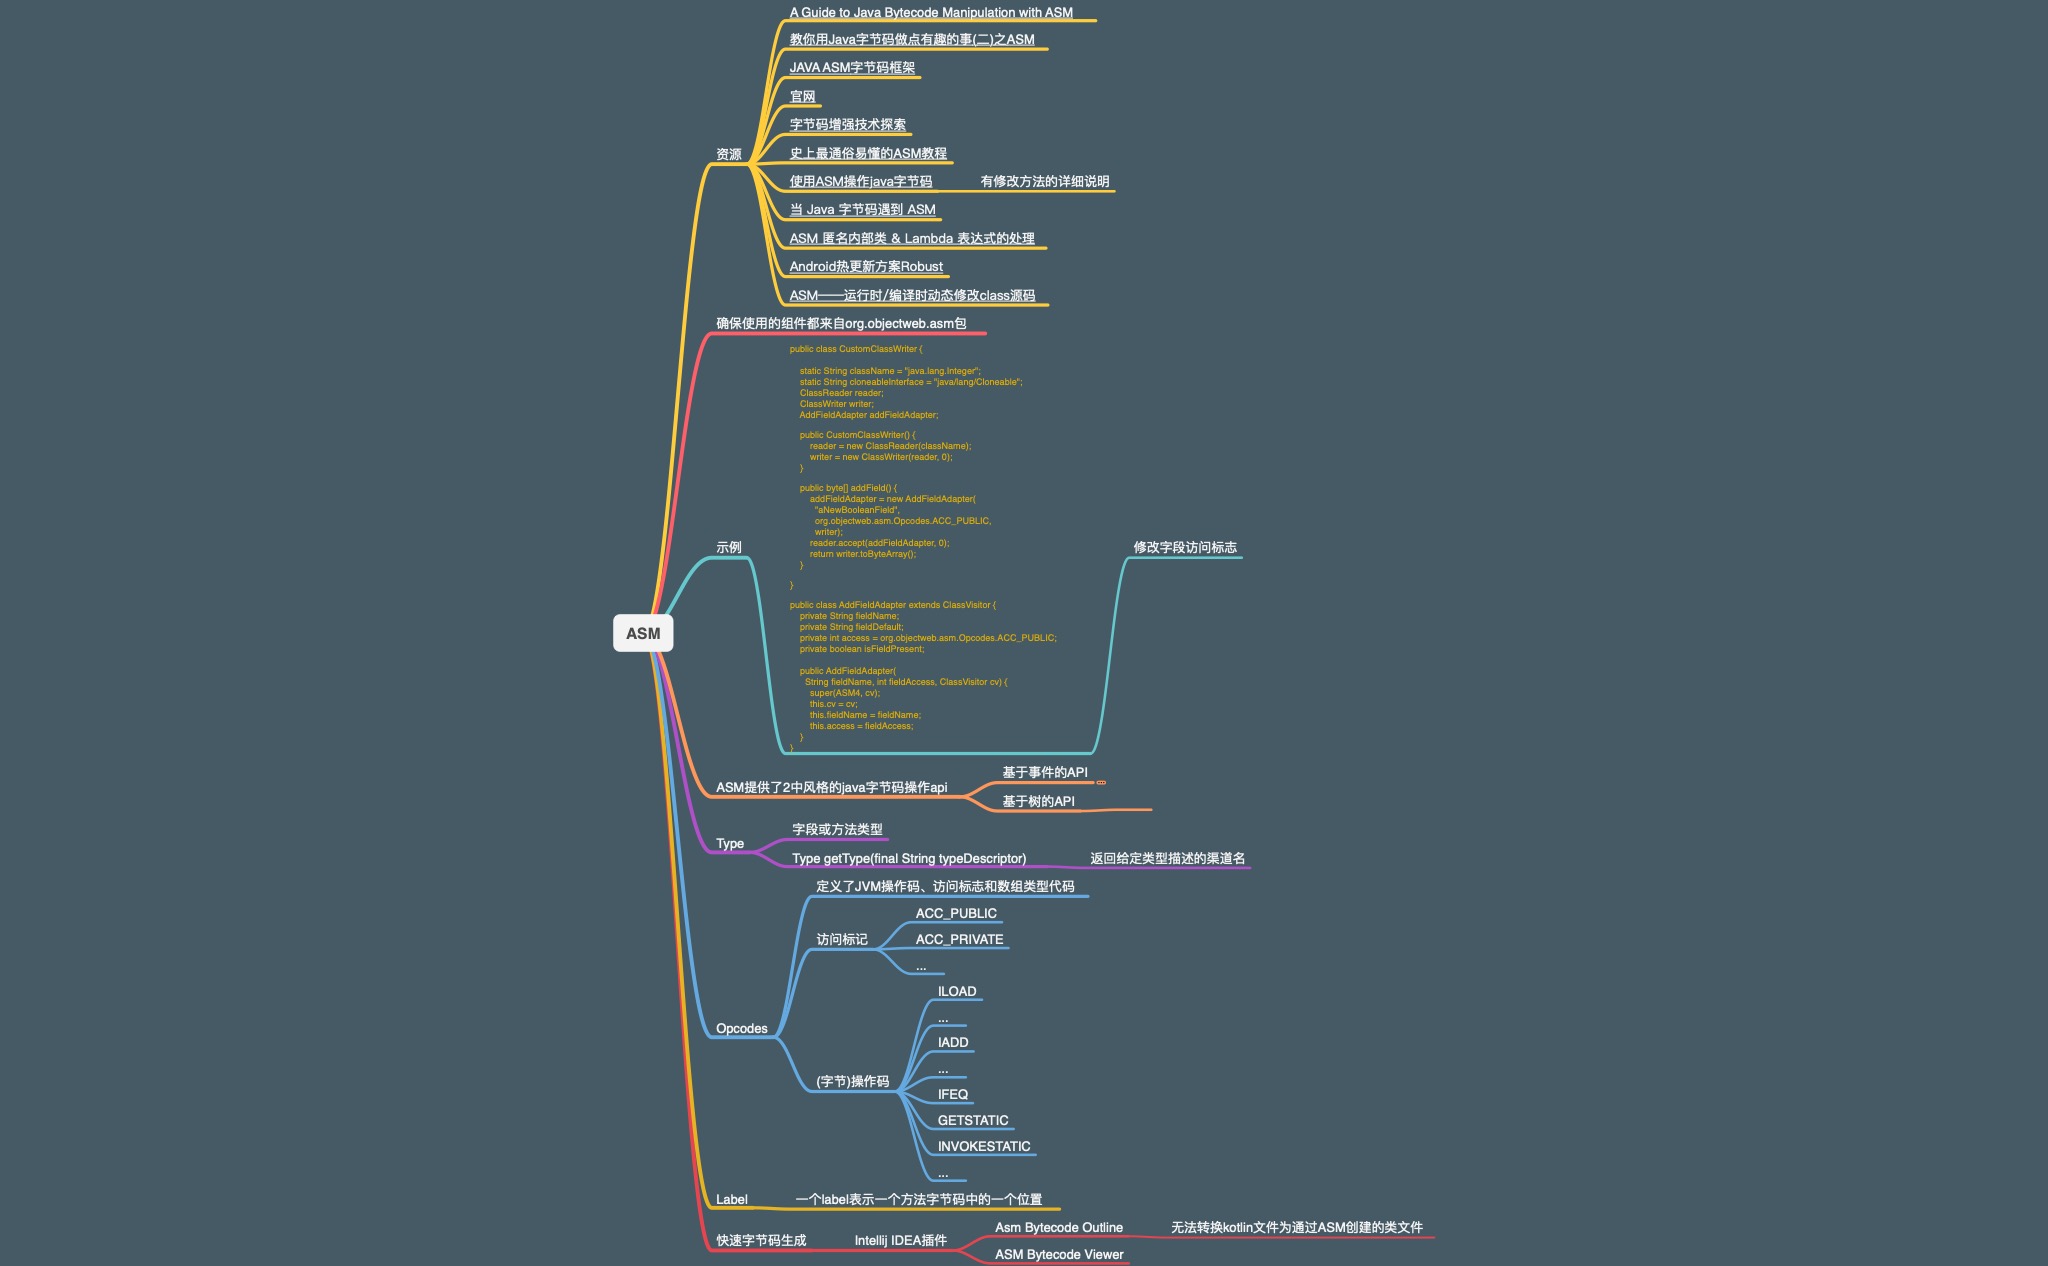 ASM
资源
A Guide to Java Bytecode Manipulation with ASM
教你用Java字节码做点有趣的事(二)之ASM
JAVA ASM字节码框架
官网
字节码增强技术探索
史上最通俗易懂的ASM教程
使用ASM操作java字节码
有修改方法的详细说明
当 Java 字节码遇到 ASM
ASM 匿名内部类 & Lambda 表达式的处理
Android热更新方案Robust
ASM——运行时/编译时动态修改class源码
确保使用的组件都来自org.objectweb.asm包
示例
public class CustomClassWriter {
static String className = "java.lang.Integer";
static String cloneableInterface = "java/lang/Cloneable";
ClassReader reader;
ClassWriter writer;
AddFieldAdapter addFieldAdapter;
public CustomClassWriter() {
reader = new ClassReader(className);
writer = new ClassWriter(reader, 0);
}
public byte[] addField() {
addFieldAdapter = new AddFieldAdapter(
"aNewBooleanField",
org.objectweb.asm.Opcodes.ACC_PUBLIC,
writer);
reader.accept(addFieldAdapter, 0);
return writer.toByteArray();
}
}
public class AddFieldAdapter extends ClassVisitor {
private String fieldName;
private String fieldDefault;
private int access = org.objectweb.asm.Opcodes.ACC_PUBLIC;
private boolean isFieldPresent;
public AddFieldAdapter(
String fieldName, int fieldAccess, ClassVisitor cv) {
super(ASM4, cv);
this.cv = cv;
this.fieldName = fieldName;
this.access = fieldAccess;
}
}
修改字段访问标志
ASM提供了2中风格的java字节码操作api
基于事件的API
基于树的API
Type
字段或方法类型
Type getType(final String typeDescriptor)
返回给定类型描述的渠道名
Opcodes
定义了JVM操作码、访问标志和数组类型代码
访问标记
ACC_PUBLIC
ACC_PRIVATE
...
(字节)操作码
ILOAD
...
IADD
...
IFEQ
GETSTATIC
INVOKESTATIC
...
Label
一个label表示一个方法字节码中的一个位置
快速字节码生成
Intellij IDEA插件
Asm Bytecode Outline
无法转换kotlin文件为通过ASM创建的类文件
ASM Bytecode Viewer